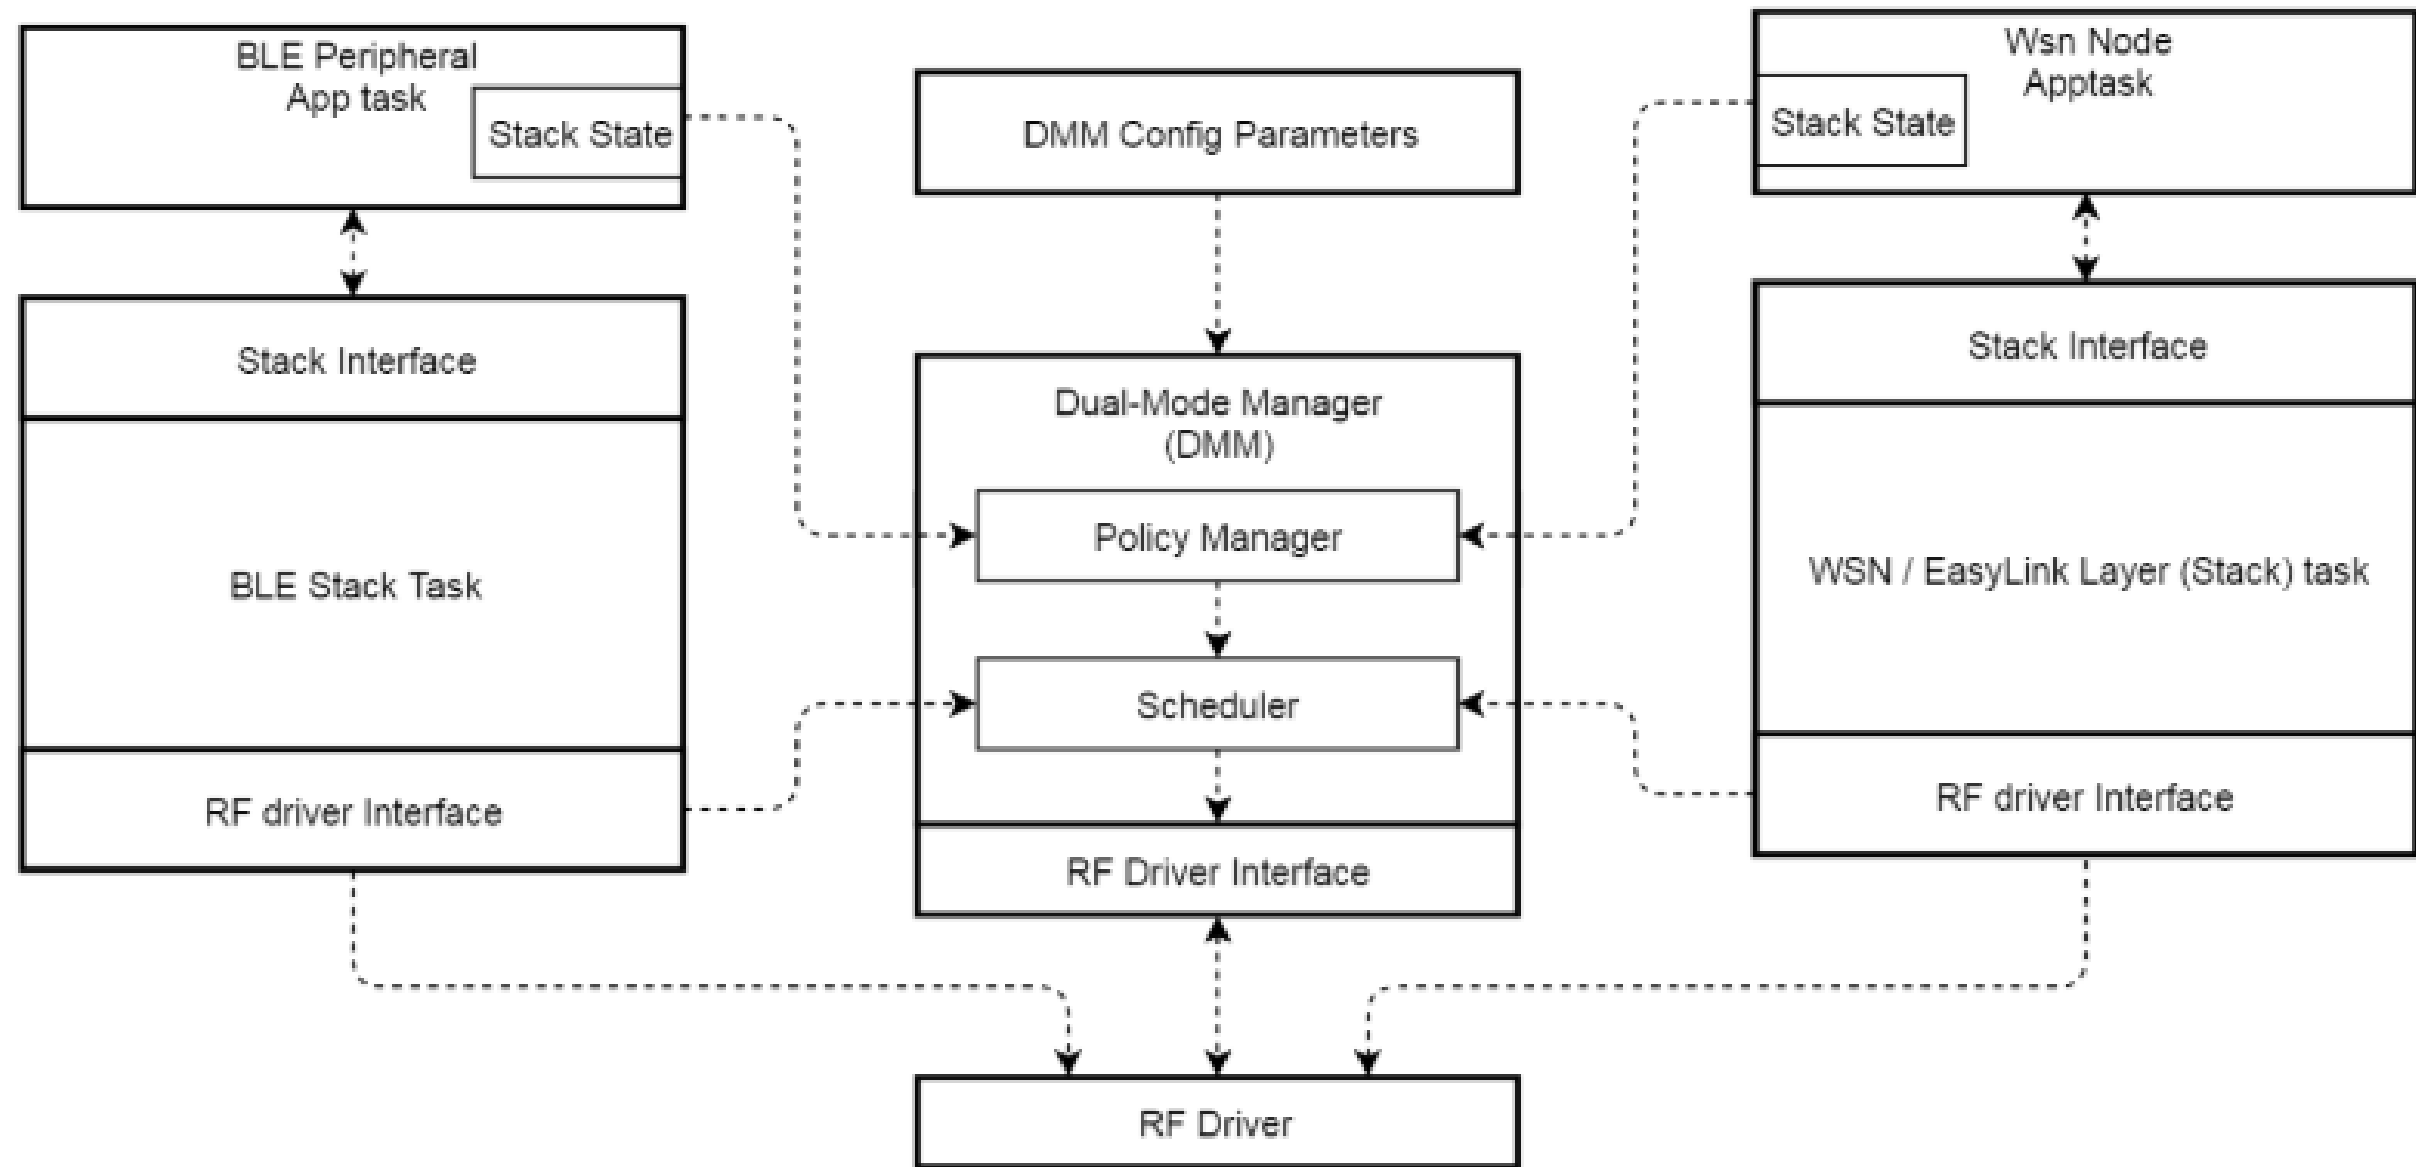 BLE Peripheral
App task
Stack State
Stack Interface
BLE Stack Task
RF driver Interface
DMM Config Parameters
Dual-Mode Manager
(DMM)
Policy Manager
Scheduler
RF Driver Interface
RF Driver
Wsn Node
Apptask
Stack State
Stack Interface
WSN / EasyLink Layer (Stack) task
RF driver Interface